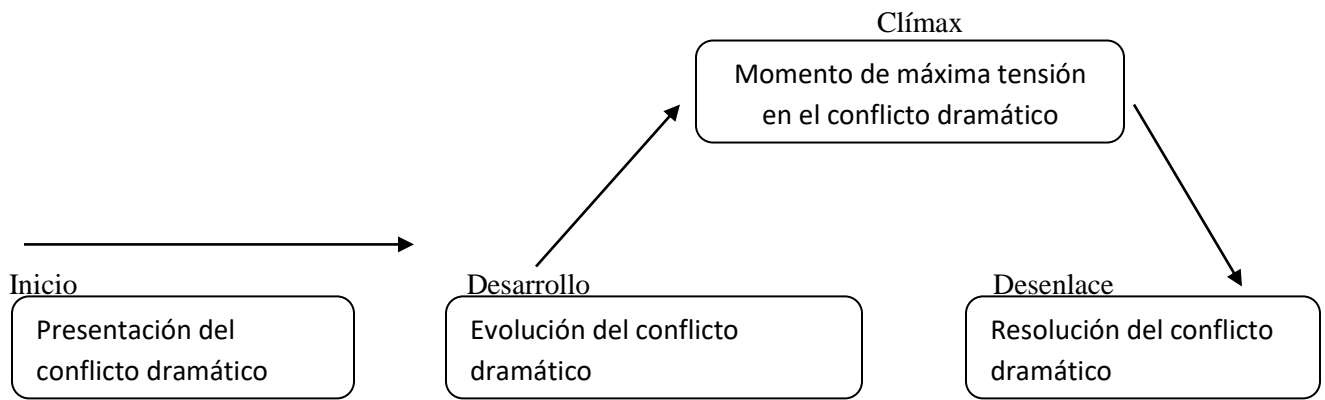 Clímax
Momento de máxima tensión
en el conflicto dramático
Inicio
Presentación del
conflicto dramático
Desarrollo
Evolución del conflicto
dramático
Desenlace
Resolución del conflicto
dramático